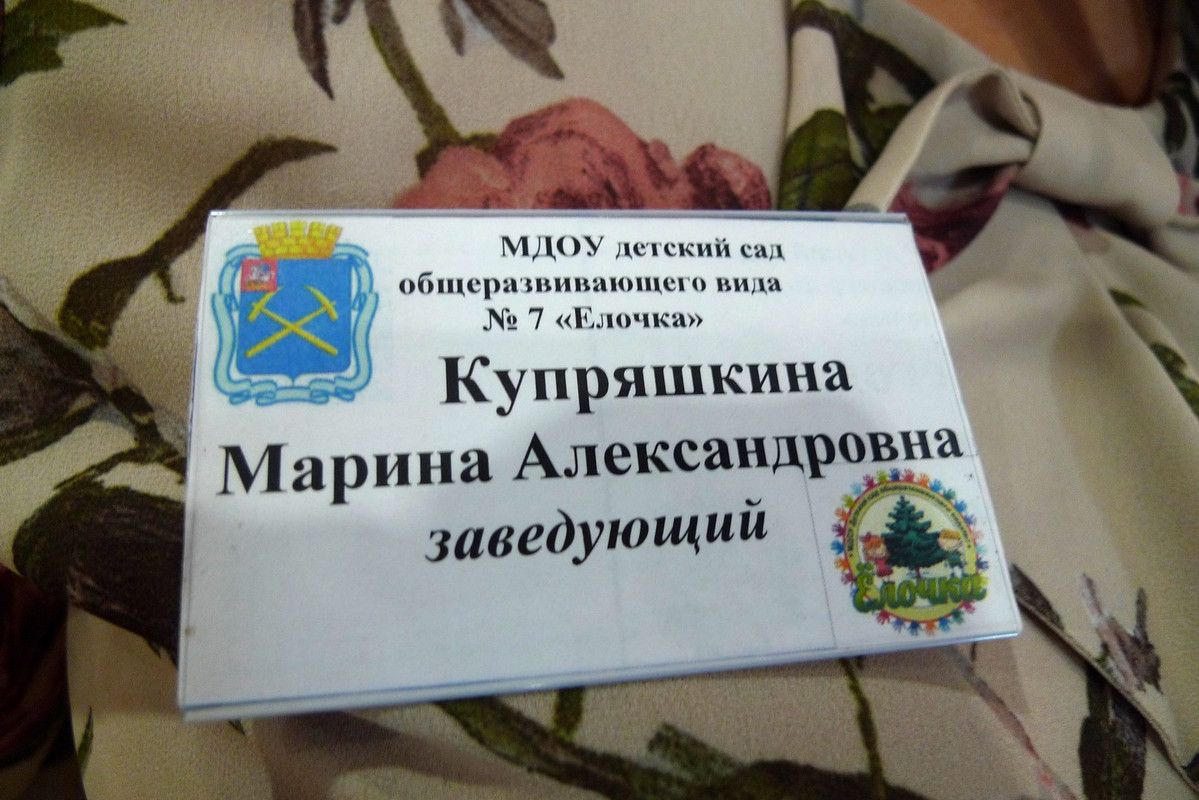 МДОУ детский сад
общеразвивающего вида
№ 7 «Елочка»
Купряшкина
Марина Александровна
заведующий
Ёлочка